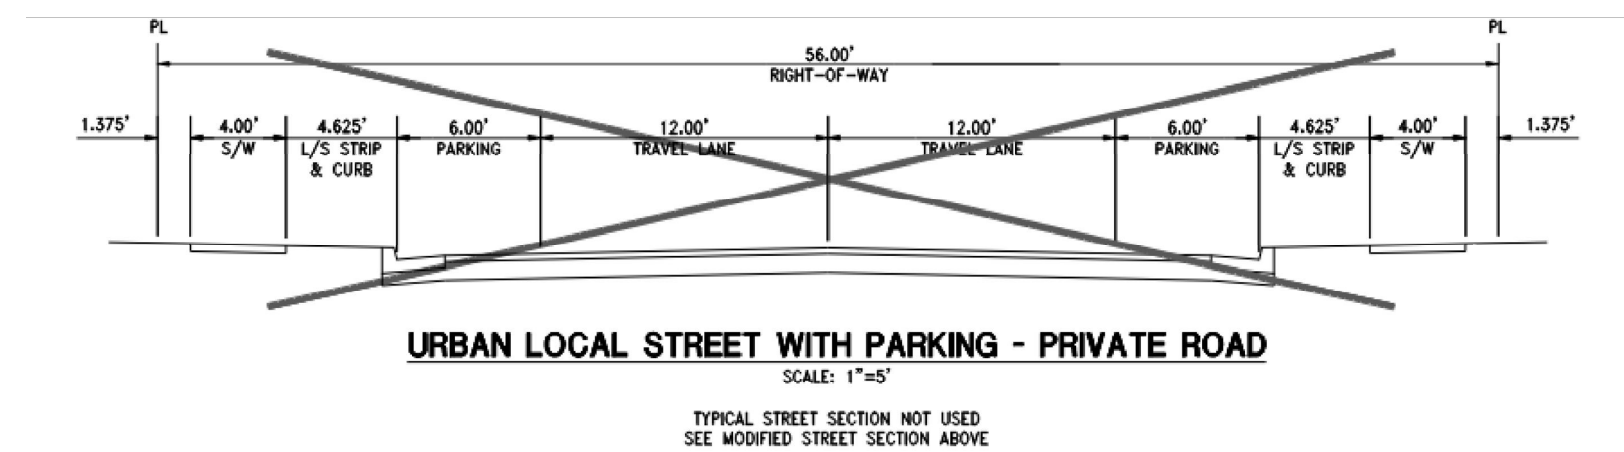 PL PL
56.00'
RIGHT-OF-WAY
1.375' 4.00' 4.625' 6.00' 12.00' 12.00' 6.00' 4.625' 4.00' 1.375'
S/W L/S STRIP PARKING TRAVEL LANE TRAVEL LANE PARKING L/S STRIP S/W
& CURB & CURB
URBAN LOCAL STREET WITH PARKING - PRIVATE ROAD
SCALE: 1"=5'
TYPICAL STREET SECTION NOT USED
SEE MODIFIED STREET SECTION ABOVE